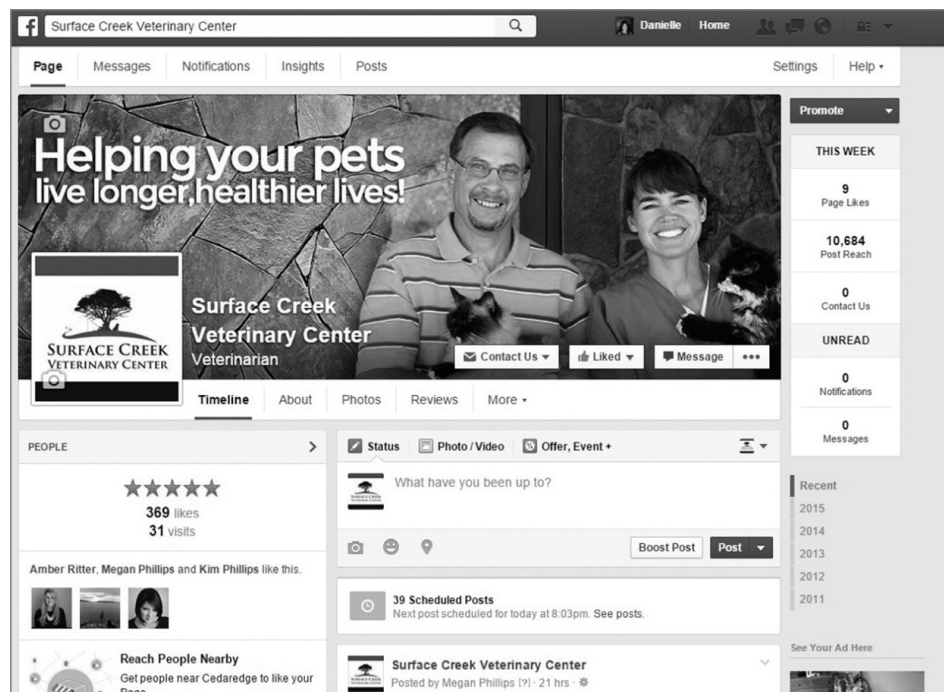 Surface Creek Veterinary Center
Danielle Home
Page Messages Notifications Insights Posts Settings Help
Helping your pets
live longer,healthier lives!
SURFACE CREEK
VETERINARY CENTER
Surface Creek
Veterinary Center
Veterinarian
Contact Us Liked Message
Timeline About Photos Reviews More
Promote
THIS WEEK
9
Page Likes
10,684
Post Reach
0
Contact Us
UNREAD
0
Notifications
0
Messages
Recent
2015
2014
2013
2012
2011
See Your Ad Here
PEOPLE
369 likes
31 visits
Amber Ritter, Megan Phillips and Kim Phillips like this.
Reach People Nearby
Get people near Cedaredge to like your
Page
Status Photo / Video Offer, Event +
What have you been up to?
Boost Post Post
39 Scheduled Posts
Next post scheduled for today at 8:03pm. See posts.
Surface Creek Veterinary Center
Posted by Megan Phillips [?] · 21 hrs ·